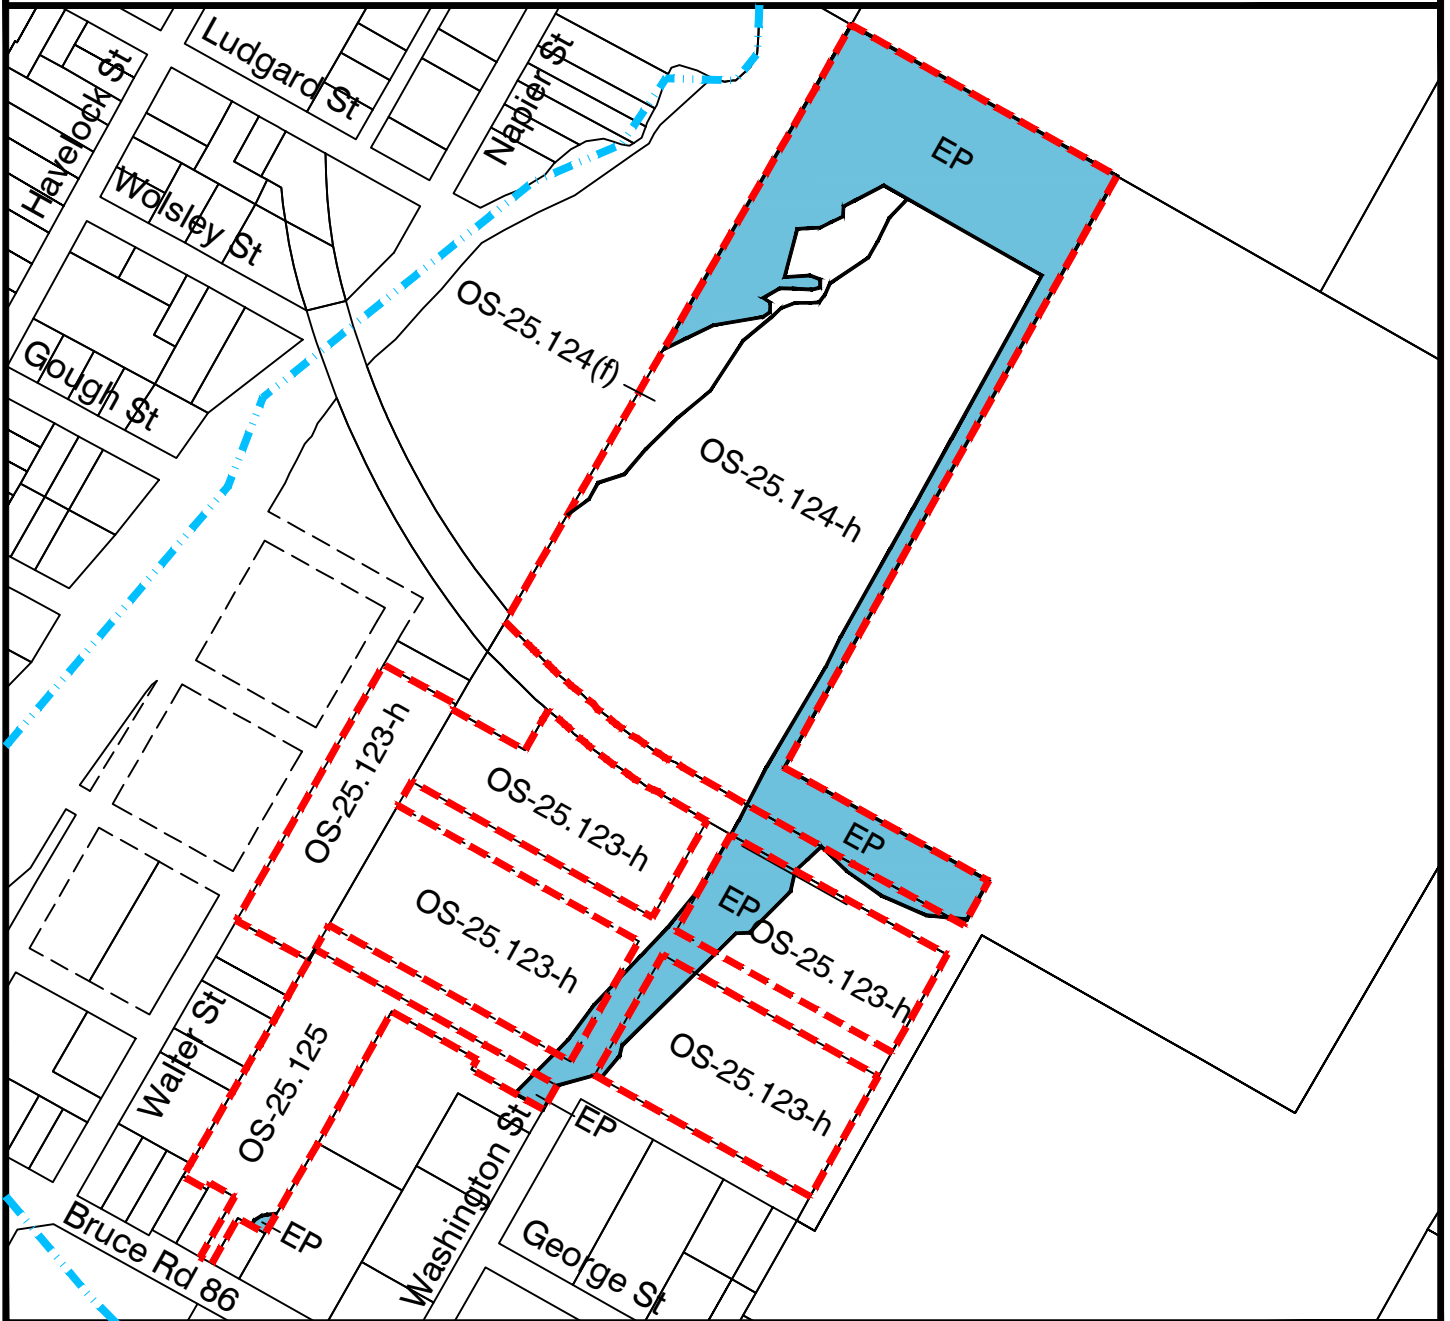 Ludgard St
Napier St
Havelock St
EP
Wolsley St
OS-25.124(f)
Gough St
OS-25.124-h
OS-25.123-h
OS-25.123-h
EP
EP
OS-25.123-h
OS-25.123-h
OS-25.123-h
Walter St
OS-25.125
EP
Washington St
EP
Bruce Rd 86
George St